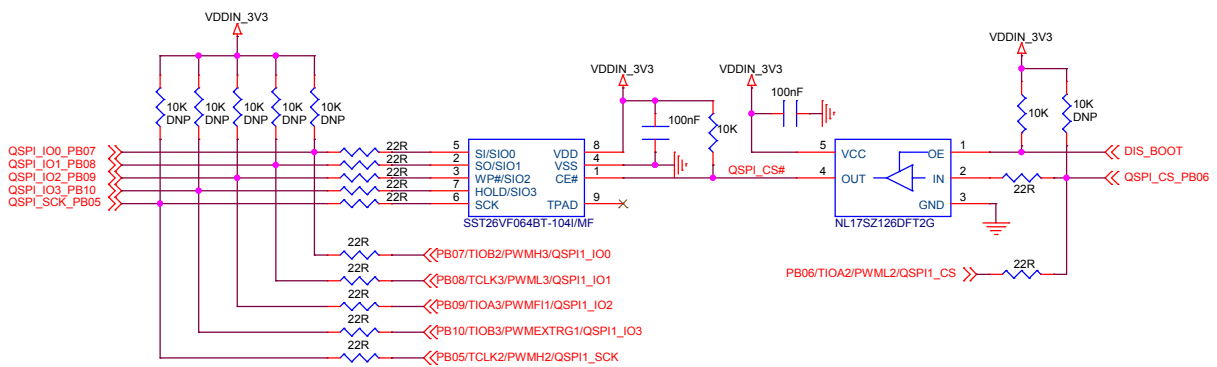 VDDIN_3V3
10K
DNP
10K
DNP
10K
DNP
10K
DNP
10K
DNP
VDDIN_3V3
100nF
10K
VDDIN_3V3
100nF
VDDIN_3V3
10K
10K
DNP
QSPI_IO0_PB07
QSPI_IO1_PB08
QSPI_IO2_PB09
QSPI_IO3_PB10
QSPI_SCK_PB05
22R
22R
22R
22R
22R
5 SI/SIO0 VDD 8
2 SO/SIO1 VSS 4
3 WP#/SIO2 CE# 1
7 HOLD/SIO3
6 SCK TPAD 9
SST26VF064BT-104I/MF
QSPI_CS#
5 VCC OE 1
4 OUT IN 2
GND 3
NL17SZ126DFT2G
DIS_BOOT
22R
QSPI_CS_PB06
22R
PB07/TIOB2/PWMH3/QSPI1_IO0
22R
PB08/TCLK3/PWML3/QSPI1_IO1
22R
PB09/TIOA3/PWMFI1/QSPI1_IO2
22R
PB10/TIOB3/PWMEXTRG1/QSPI1_IO3
22R
PB05/TCLK2/PWMH2/QSPI1_SCK
PB06/TIOA2/PWML2/QSPI1_CS
22R